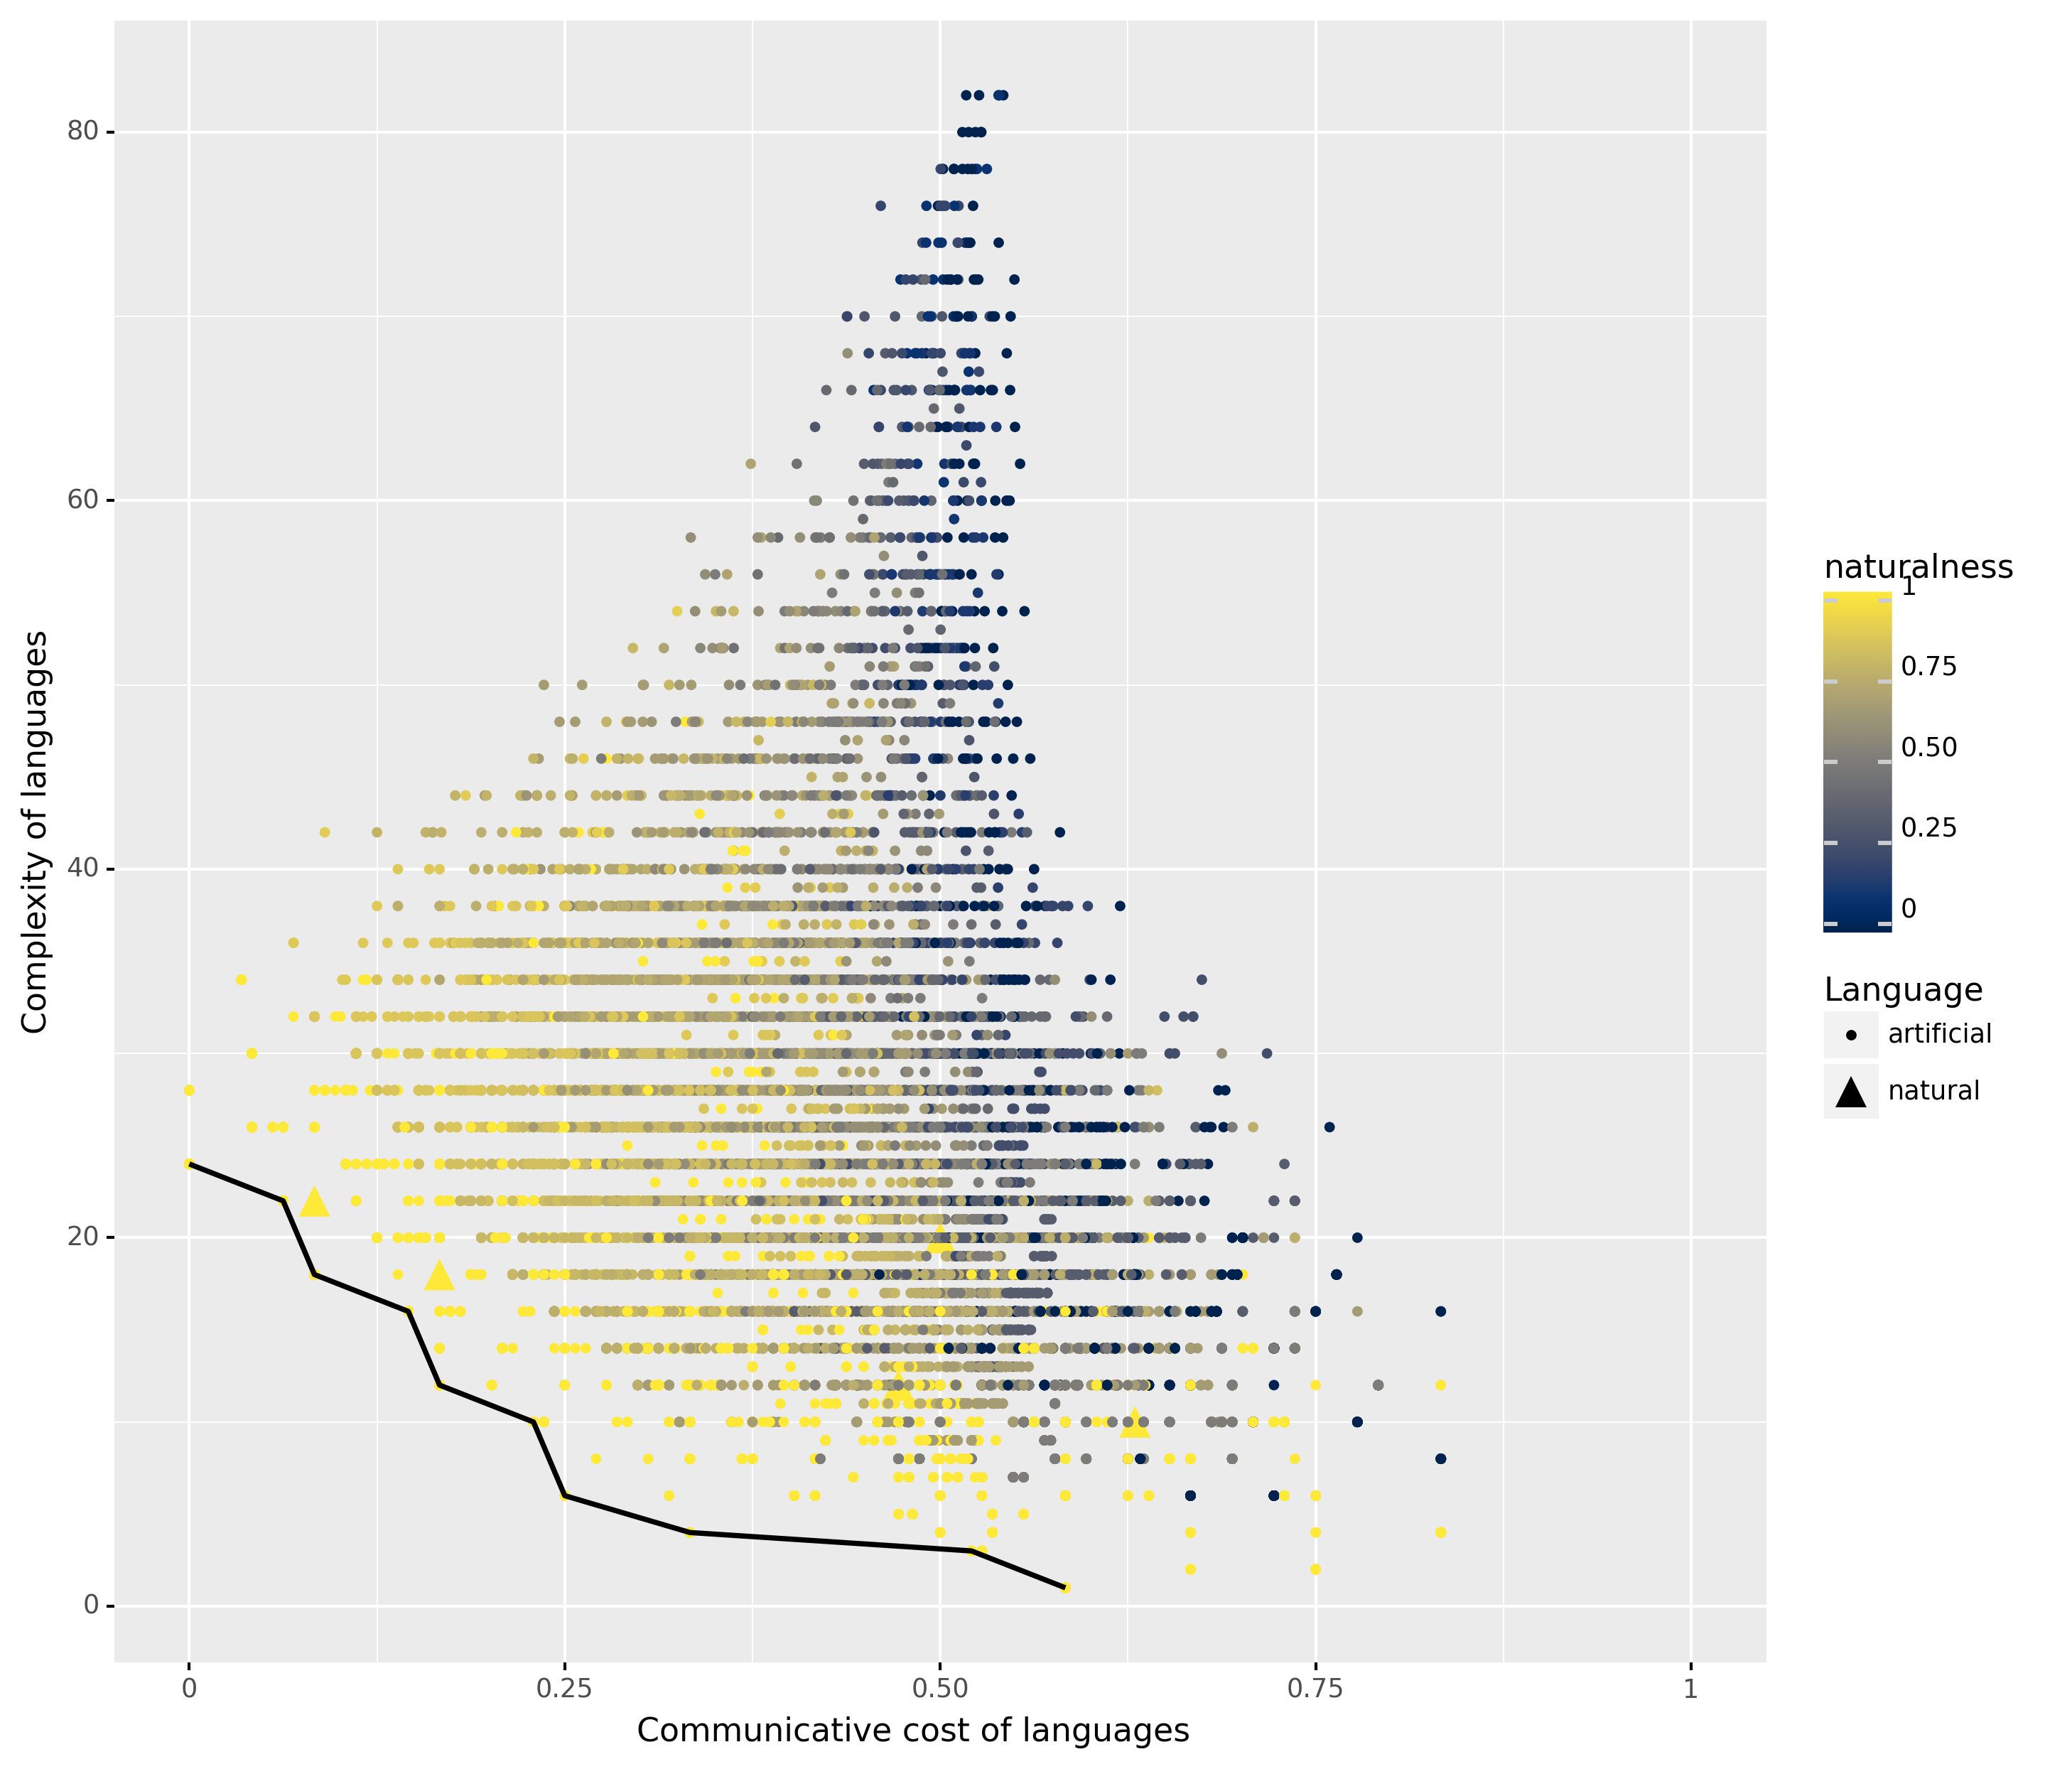 80
60
40
20
0
Complexity of languages
0
0.25
0.50
0.75
1
Communicative cost of languages
naturalness
1
0.75
0.50
0.25
0
Language
artificial
natural